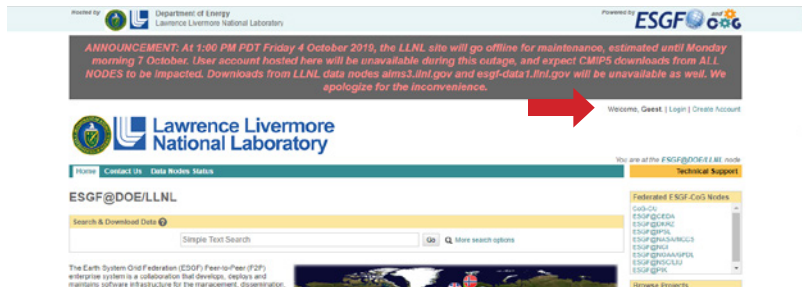 Hosted by
Department of Energy
Lawrence Livermore National Laboratory
Powered by ESGF and CoG
ANNOUNCEMENT: At 1:00 PM PDT Friday 4 October 2019, the LLNL site will go offline for maintenance, estimated until Monday
morning 7 October. User account hosted here will be unavailable during this outage, and expect CMIP5 downloads from ALL
NODES to be impacted. Downloads from LLNL data nodes aims3.llnl.gov and esgf-data1.llnl.gov will be unavailable as well. We
apologize for the inconvenience.
Welcome, Guest. | Login | Create Account
Lawrence Livermore
National Laboratory
You are at the ESGF@DOE/LLNL node
Home Contact Us Data Nodes Status
Technical Support
ESGF@DOE/LLNL
Federated ESGF-CoG Nodes
CoG-CU
ESGF@CEDA
ESGF@DKRZ
ESGF@IPSL
ESGF@NASA/NCCS
ESGF@NCI
ESGF@NOAA/GFDL
ESGF@NSC/LIU
ESGF@PIK
Search & Download Data
Simple Text Search Go More search options
The Earth System Grid Federation (ESGF) Peer-to-Peer (P2P)
enterprise system is a collaboration that develops, deploys and
maintains software infrastructure for the management, dissemination,
Browse Projects